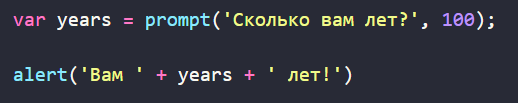 var years = prompt('Сколько вам лет?', 100);
alert('Вам ' + years + ' лет!')